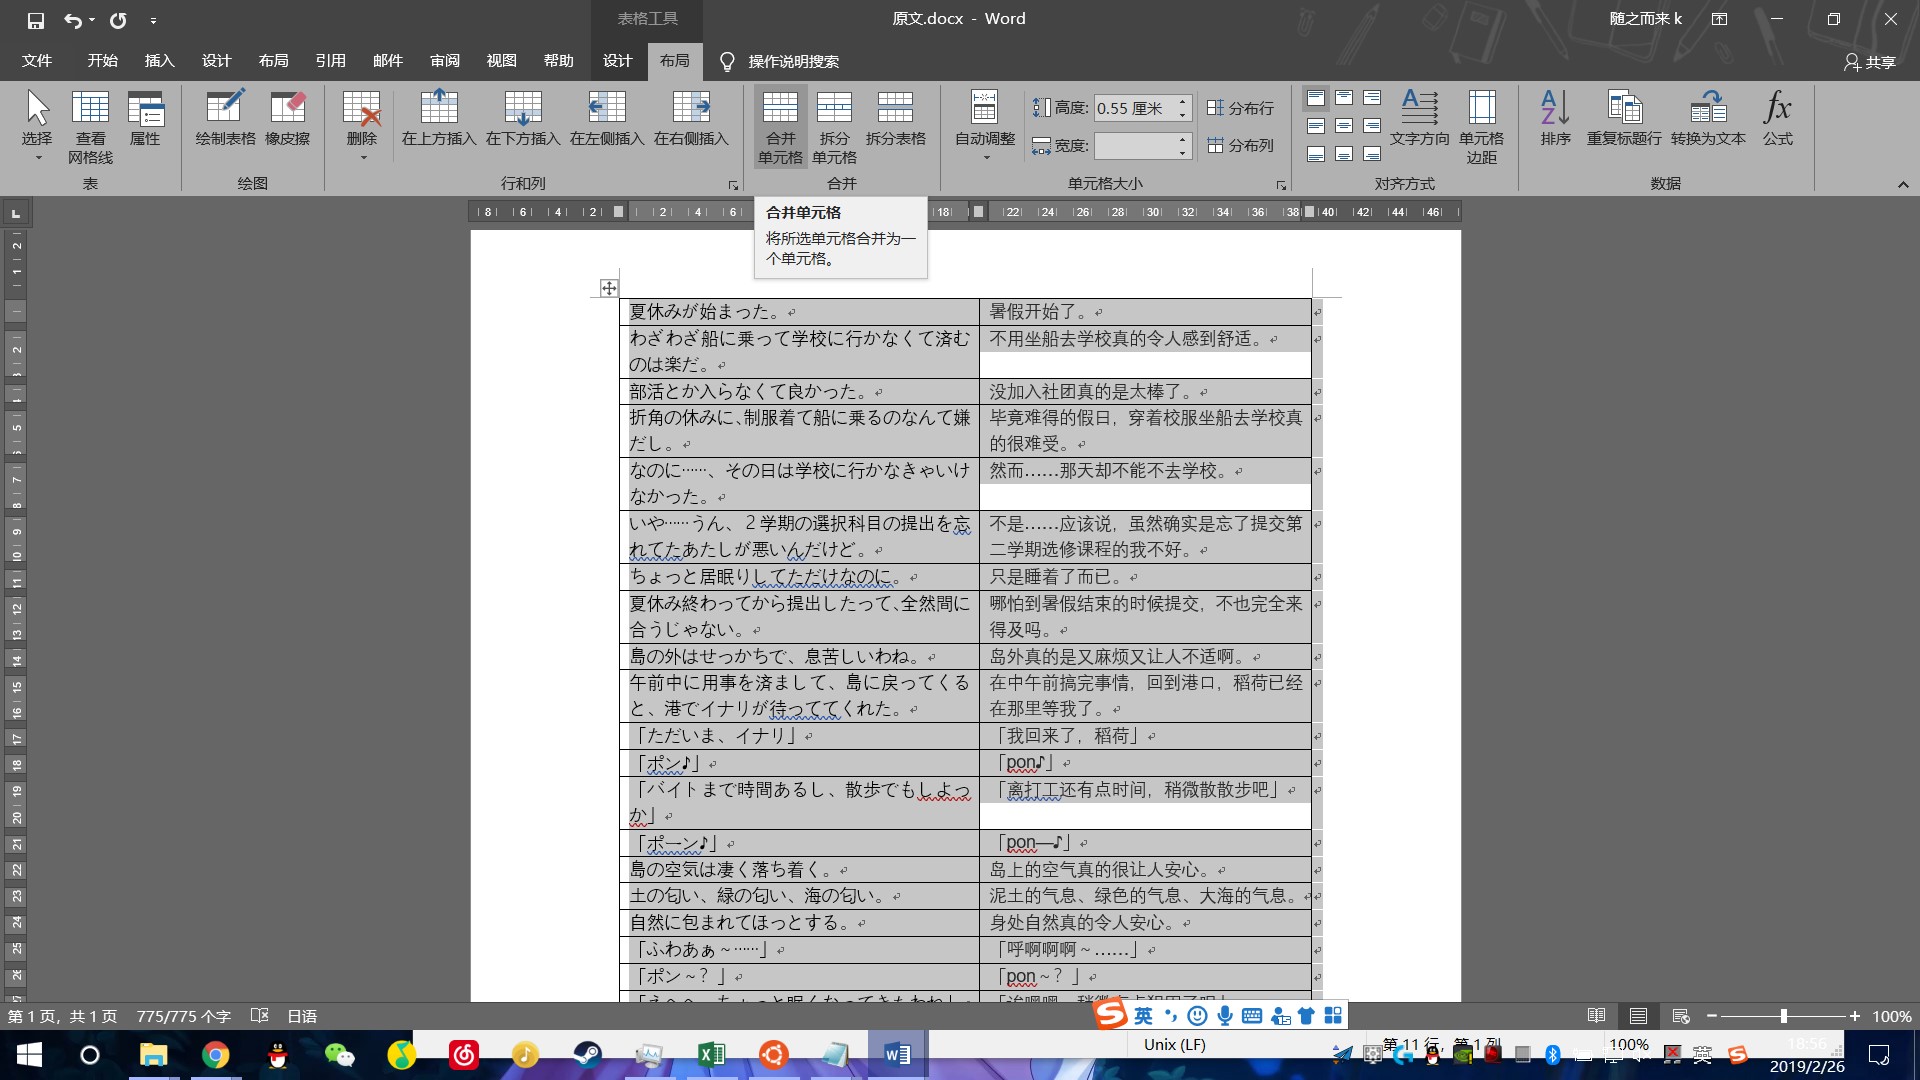 表格工具
原文.docx - Word
随之而来 k
文件
开始
插入
设计
布局
引用
邮件
审阅
视图
帮助
设计
布局
操作说明搜索
共享
选择
查看
网格线
属性
绘制表格
橡皮擦
删除
在上方插入
在下方插入
在左侧插入
在右侧插入
合并
单元格
拆分
单元格
拆分表格
自动调整
高度: 0.55 厘米
宽度:
分布行
分布列
文字方向
单元格
边距
排序
重复标题行
转换为文本
公式
表
绘图
行和列
合并
单元格大小
对齐方式
数据
8 6 4 2 2 4 6 18 22 24 26 28 30 32 34 36 38 40 42 44 46
合并单元格
将所选单元格合并为一
个单元格。
夏休みが始まった。
暑假开始了。
わざわざ船に乗って学校に行かなくて済む
のは楽だ。
不用坐船去学校真的令人感到舒适。
部活とか入らなくて良かった。
没加入社团真的是太棒了。
折角の休みに、制服着て船に乗るのなんて嫌
だし。
毕竟难得的假日，穿着校服坐船去学校真
的很难受。
なのに……、その日は学校に行かなきゃいけ
なかった。
然而……那天却不能不去学校。
いや……うん、２学期の選択科目の提出を忘
れてたあたしが悪いんだけど。
不是……应该说，虽然确实是忘了提交第
二学期选修课程的我不好。
ちょっと居眠りしてただけなのに。
只是睡着了而已。
夏休み終わってから提出したって、全然間に
合うじゃない。
哪怕到暑假结束的时候提交，不也完全来
得及吗。
島の外はせっかちで、息苦しいわね。
岛外真的是又麻烦又让人不适啊。
午前中に用事を済まして、島に戻ってくる
と、港でイナリが待っててくれた。
在中午前搞完事情，回到港口，稻荷已经
在那里等我了。
「ただいま、イナリ」
「我回来了，稻荷」
「ポン♪」
「pon♪」
「バイトまで時間あるし、散歩でもしよっ
か」
「离打工还有点时间，稍微散散步吧」
「ポーン♪」
「pon—♪」
島の空気は凄く落ち着く。
岛上的空气真的很让人安心。
土の匂い、緑の匂い、海の匂い。
泥土的气息、绿色的气息、大海的气息。
自然に包まれてほっとする。
身处自然真的令人安心。
「ふわあぁ～……」
「呼啊啊啊～……」
「ポン～？」
「pon～？」
第 1 页，共 1 页
775/775 个字
日语
英
100%
Unix (LF)
第 11 行，第 1 列
100%
英
18:56
2019/2/26